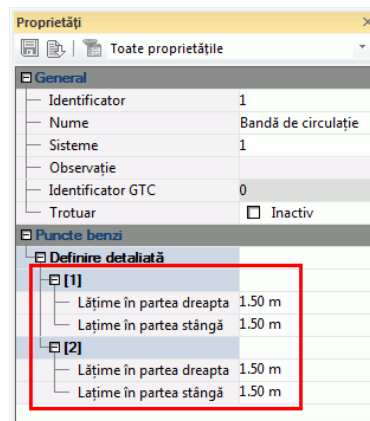 Proprietăți
Toate proprietățile
General
Identificator 1
Nume Bandă de circulație
Sisteme 1
Observație
Identificator GTC 0
Trotuar Inactiv
Puncte benzi
Definire detaliată
[1]
Lățime în partea dreapta 1.50 m
Lațime în partea stângă 1.50 m
[2]
Lățime în partea dreapta 1.50 m
Lațime în partea stângă 1.50 m